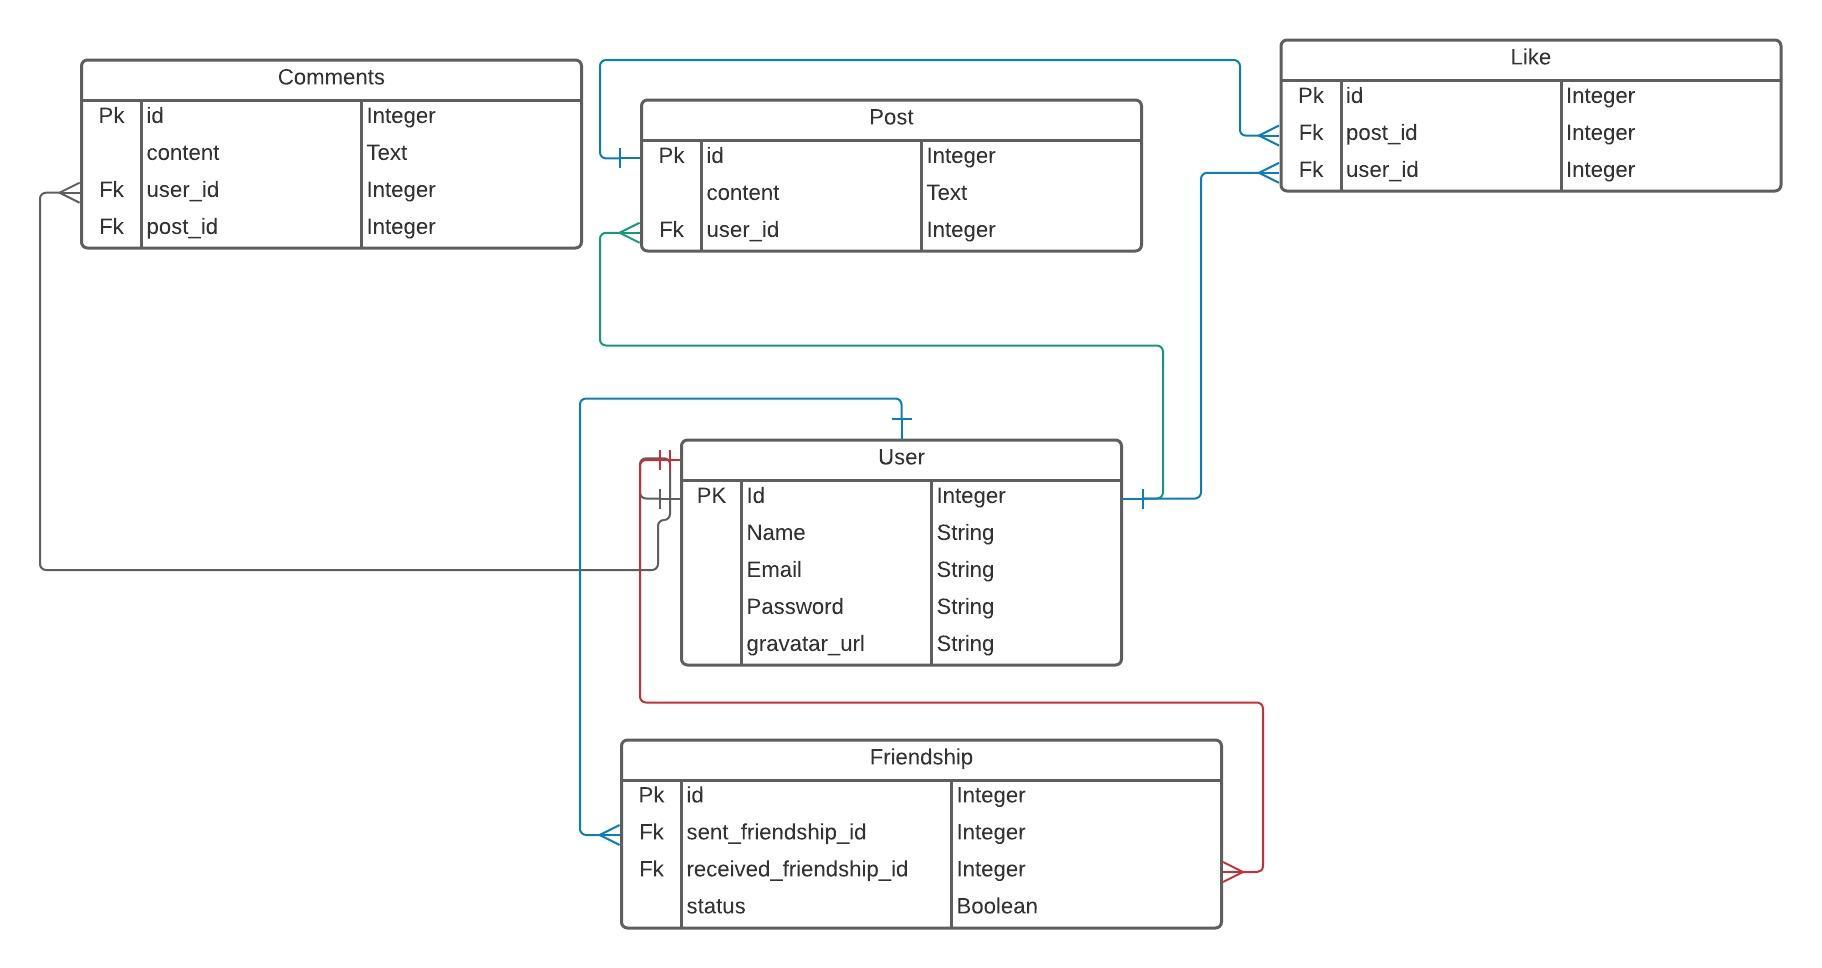 Comments
Pk id Integer
content Text
Fk user_id Integer
Fk post_id Integer
Post
Pk id Integer
content Text
Fk user_id Integer
Like
Pk id Integer
Fk post_id Integer
Fk user_id Integer
User
PK Id Integer
Name String
Email String
Password String
gravatar_url String
Friendship
Pk id Integer
Fk sent_friendship_id Integer
Fk received_friendship_id Integer
status Boolean